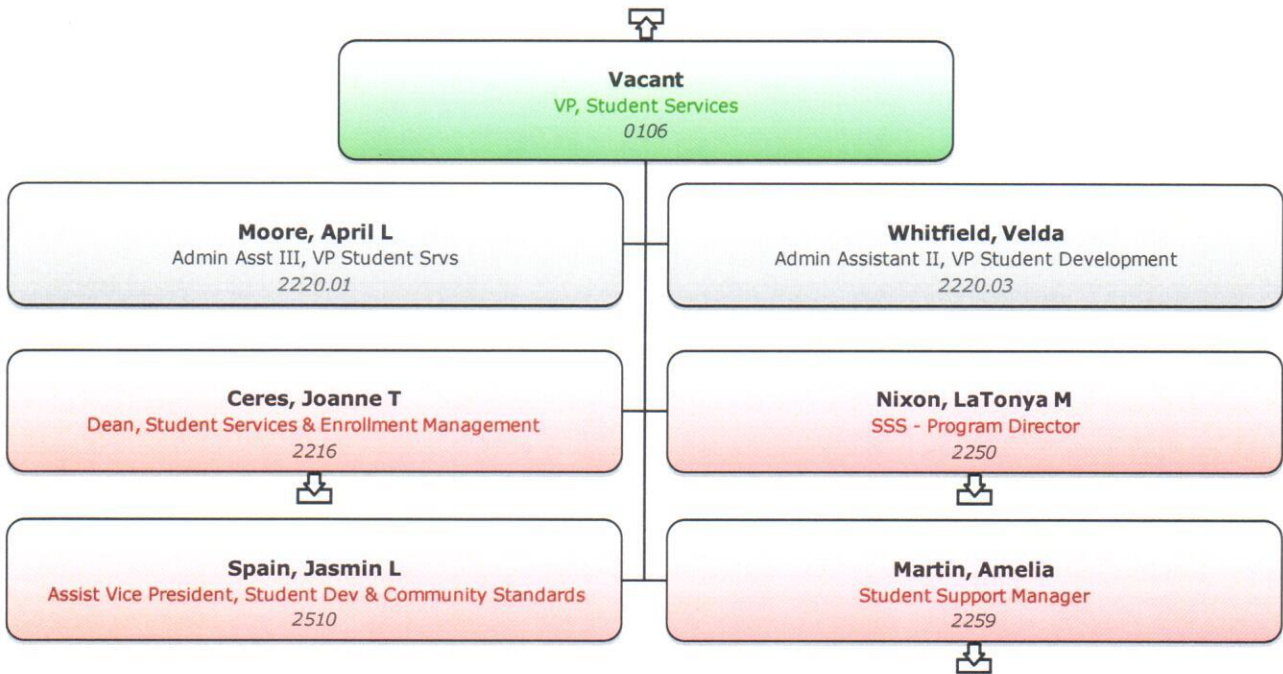 Vacant
VP, Student Services
0106
Moore, April L
Admin Asst III, VP Student Srvs
2220.01
Whitfield, Velda
Admin Assistant II, VP Student Development
2220.03
Ceres, Joanne T
Dean, Student Services & Enrollment Management
2216
Nixon, LaTonya M
SSS - Program Director
2250
Spain, Jasmin L
Assist Vice President, Student Dev & Community Standards
2510
Martin, Amelia
Student Support Manager
2259